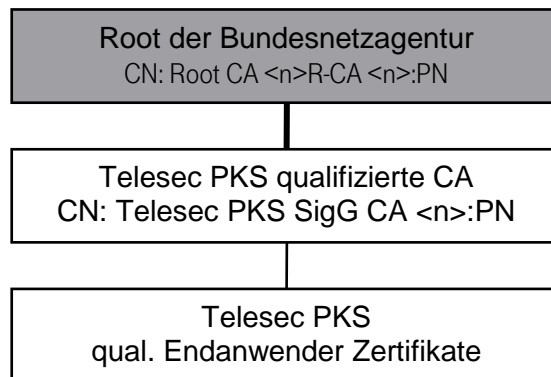 Root der Bundesnetzagentur
CN: Root CA <n>R-CA <n>:PN
Telesec PKS qualifizierte CA
CN: Telesec PKS SigG CA <n>:PN
Telesec PKS
qual. Endanwender Zertifikate